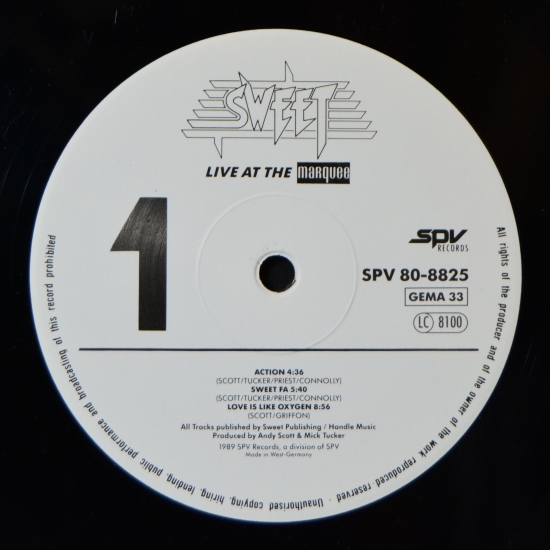 SWEET
LIVE AT THE marquee
1
spv
RECORDS
SPV 80-8825
GEMA 33
LC 8100
ACTION 4:36
(SCOTT/TUCKER/PRIEST/CONNOLLY)
SWEET FA 5:40
(SCOTT/TUCKER/PRIEST/CONNOLLY)
LOVE IS LIKE OXYGEN 8:56
(SCOTT/GRIFFON)
All Tracks published by Sweet Publishing / Handle Music
Produced by Andy Scott & Mick Tucker
1989 SPV Records, a division of SPV
Made in West-Germany
All rights of the producer and of the owner of the work reproduced reserved · Unauthorised copying, hiring, lending, public performance and broadcasting of this record prohibited